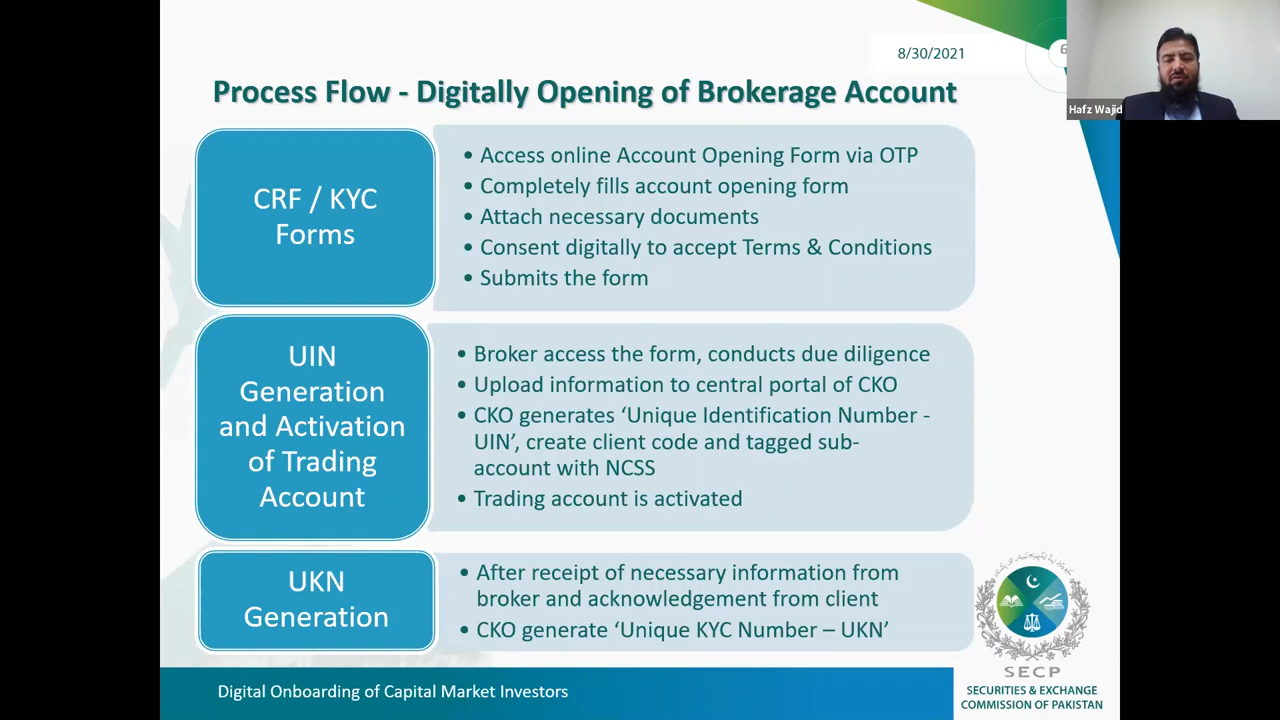 8/30/2021
Hafz Wajid
Process Flow - Digitally Opening of Brokerage Account
CRF / KYC
Forms
• Access online Account Opening Form via OTP
• Completely fills account opening form
• Attach necessary documents
• Consent digitally to accept Terms & Conditions
• Submits the form
UIN
Generation
and Activation
of Trading
Account
• Broker access the form, conducts due diligence
• Upload information to central portal of CKO
• CKO generates ‘Unique Identification Number -
UIN’, create client code and tagged sub-
account with NCSS
• Trading account is activated
UKN
Generation
• After receipt of necessary information from
broker and acknowledgement from client
• CKO generate ‘Unique KYC Number – UKN’
SECP
SECURITIES & EXCHANGE
COMMISSION OF PAKISTAN
Digital Onboarding of Capital Market Investors